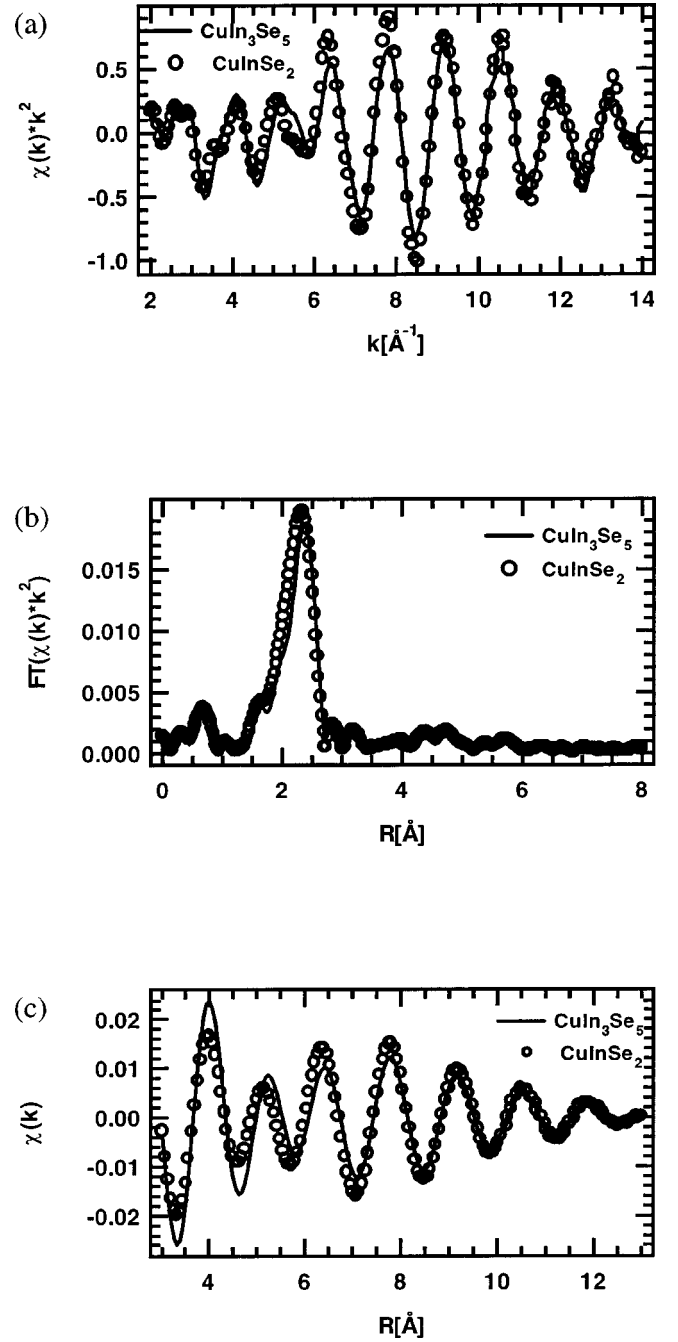 (a)
CuIn3Se5
CuInSe2
χ(k)*k2
0.5
0.0
-0.5
-1.0
2 4 6 8 10 12 14
k[Å-1]
(b)
CuIn3Se5
CuInSe2
FT(χ(k)*k2)
0.015
0.010
0.005
0.000
0 2 4 6 8
R[Å]
(c)
CuIn3Se5
CuInSe2
χ(k)
0.02
0.01
0.00
-0.01
-0.02
4 6 8 10 12
R[Å]